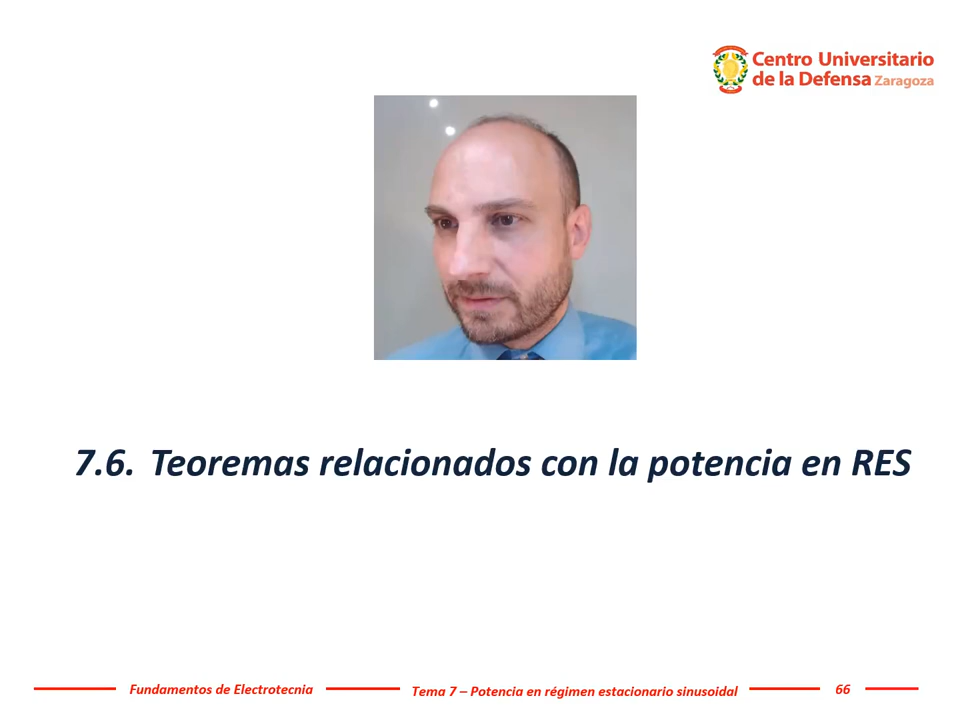 Centro Universitario
de la Defensa Zaragoza
7.6. Teoremas relacionados con la potencia en RES
Fundamentos de Electrotecnia
Tema 7 – Potencia en régimen estacionario sinusoidal
66